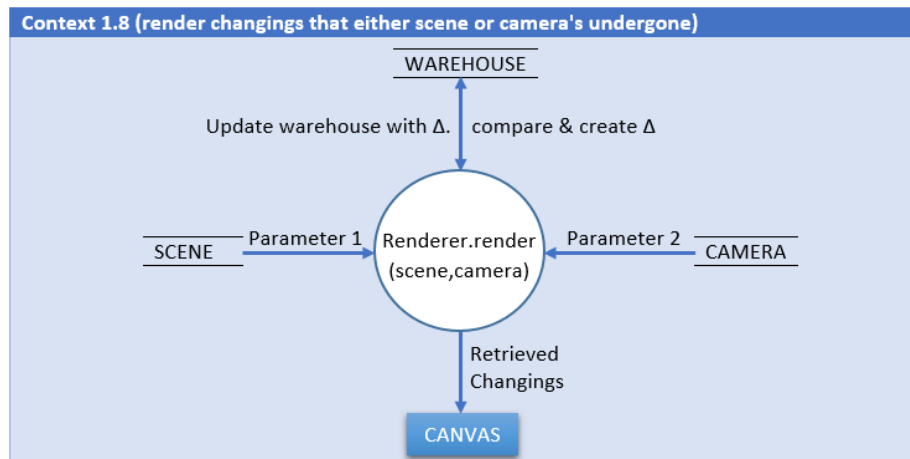 Context 1.8 (render changings that either scene or camera's undergone)
WAREHOUSE
Update warehouse with Δ. compare & create Δ
SCENE
Parameter 1
Renderer.render
(scene,camera)
Parameter 2
CAMERA
Retrieved
Changings
CANVAS